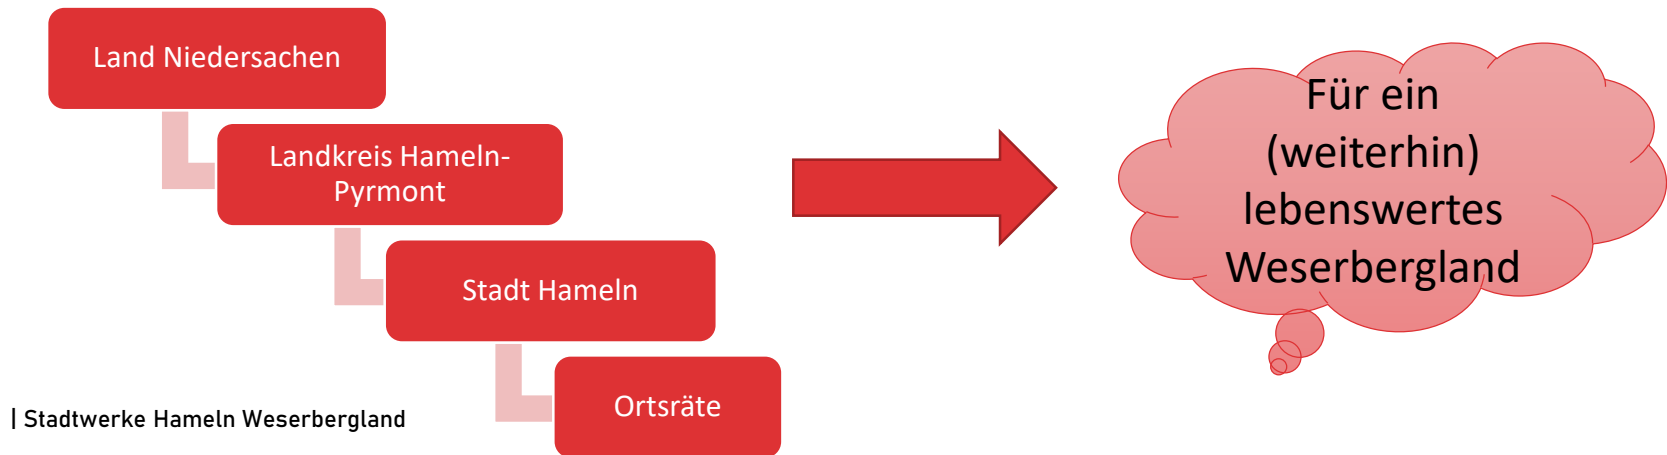 Land Niedersachen
Landkreis Hameln-
Pyrmont
Stadt Hameln
Ortsräte
| Stadtwerke Hameln Weserbergland
Für ein
(weiterhin)
lebenswertes
Weserbergland